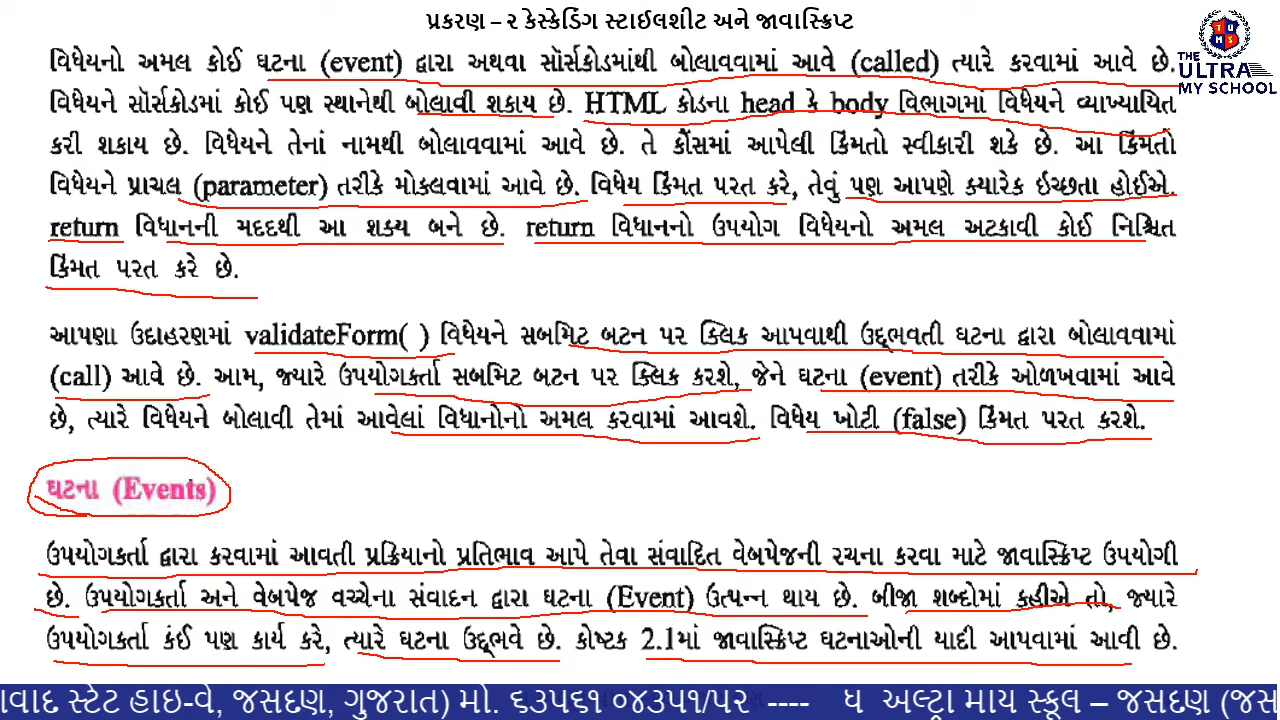 પ્રકરણ – ૨ કેસ્કેડિંગ સ્ટાઈલશીટ અને જાવાસ્ક્રિપ્ટ
THE
ULTRA
MY SCHOOL
વિધેયનો અમલ કોઈ ઘટના (event) દ્વારા અથવા સૉર્સકોડમાંથી બોલાવવામાં આવે (called) ત્યારે કરવામાં આવે છે.
વિધેયને સૉર્સકોડમાં કોઈ પણ સ્થાનેથી બોલાવી શકાય છે. HTML કોડના head કે body વિભાગમાં વિધેયને વ્યાખ્યાયિત
કરી શકાય છે. વિધેયને તેનાં નામથી બોલાવવામાં આવે છે. તે કૌંસમાં આપેલી કિંમતો સ્વીકારી શકે છે. આ કિંમતો
વિધેયને પ્રાચલ (parameter) તરીકે મોકલવામાં આવે છે. વિધેય કિંમત પરત કરે, તેવું પણ આપણે ક્યારેક ઇચ્છતા હોઈએ.
return વિધાનની મદદથી આ શક્ય બને છે. return વિધાનનો ઉપયોગ વિધેયનો અમલ અટકાવી કોઈ નિશ્ચિત
કિંમત પરત કરે છે.
આપણા ઉદાહરણમાં validateForm( ) વિધેયને સબમિટ બટન પર ક્લિક આપવાથી ઉદ્ભવતી ઘટના દ્વારા બોલાવવામાં
(call) આવે છે. આમ, જ્યારે ઉપયોગકર્તા સબમિટ બટન પર ક્લિક કરશે, જેને ઘટના (event) તરીકે ઓળખવામાં આવે
છે, ત્યારે વિધેયને બોલાવી તેમાં આવેલાં વિધાનોનો અમલ કરવામાં આવશે. વિધેય ખોટી (false) કિંમત પરત કરશે.
ઘટના (Events)
ઉપયોગકર્તા દ્વારા કરવામાં આવતી પ્રક્રિયાનો પ્રતિભાવ આપે તેવા સંવાદિત વેબપેજની રચના કરવા માટે જાવાસ્ક્રિપ્ટ ઉપયોગી
છે. ઉપયોગકર્તા અને વેબપેજ વચ્ચેના સંવાદન દ્વારા ઘટના (Event) ઉત્પન્ન થાય છે. બીજા શબ્દોમાં કહીએ તો, જ્યારે
ઉપયોગકર્તા કંઈ પણ કાર્ય કરે, ત્યારે ઘટના ઉદ્ભવે છે. કોષ્ટક 2.1માં જાવાસ્ક્રિપ્ટ ઘટનાઓની યાદી આપવામાં આવી છે.
સ્ટેટ હાઇ-વે, જસદણ, ગુજરાત) મો. ૬૩૫૬૧ ૦૪૩૫૧/૫૨ ---- ધ અલ્ટ્રા માય સ્કૂલ – જસદણ